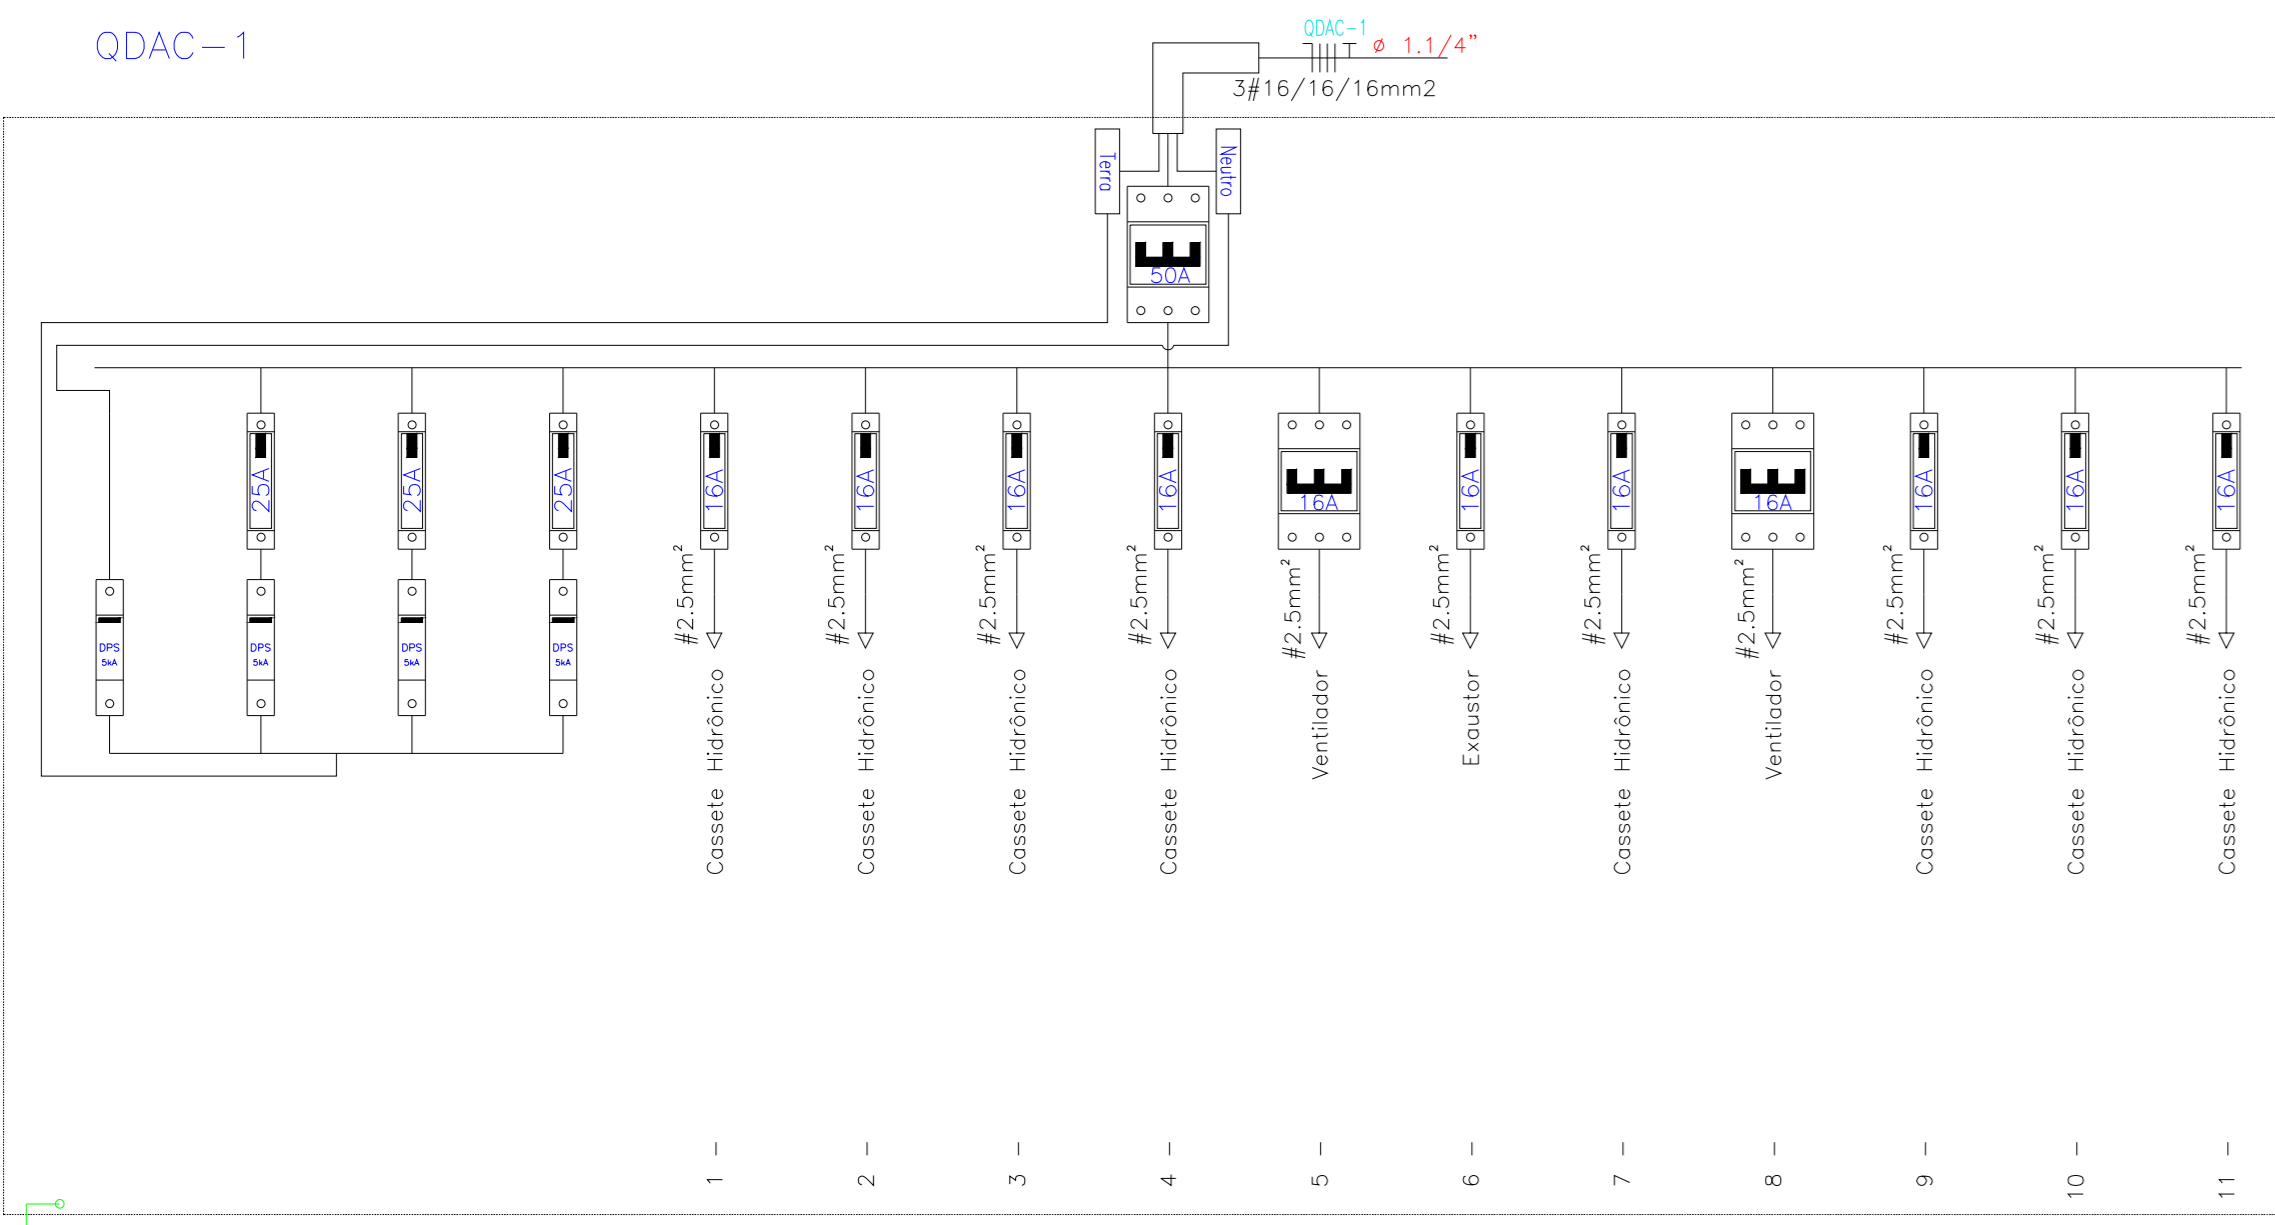 QDAC-1
QDAC-1
ø 1.1/4"
3#16/16/16mm2
Terra
Neutro
50A
25A
25A
25A
16A
16A
16A
16A
16A
16A
16A
16A
16A
16A
16A
#2.5mm²
#2.5mm²
#2.5mm²
#2.5mm²
#2.5mm²
#2.5mm²
#2.5mm²
#2.5mm²
#2.5mm²
#2.5mm²
#2.5mm²
DPS
5kA
DPS
5kA
DPS
5kA
DPS
5kA
1 - Cassete Hidrônico
2 - Cassete Hidrônico
3 - Cassete Hidrônico
4 - Cassete Hidrônico
5 - Ventilador
6 - Exaustor
7 - Cassete Hidrônico
8 - Ventilador
9 - Cassete Hidrônico
10 - Cassete Hidrônico
11 - Cassete Hidrônico